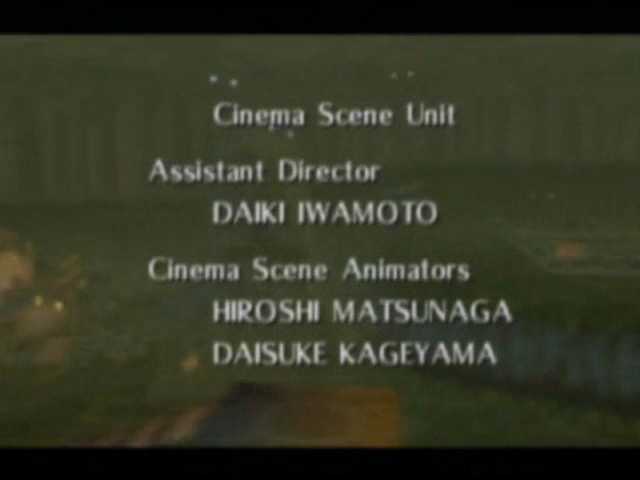 Cinema Scene Unit
Assistant Director
DAIKI IWAMOTO
Cinema Scene Animators
HIROSHI MATSUNAGA
DAISUKE KAGEYAMA